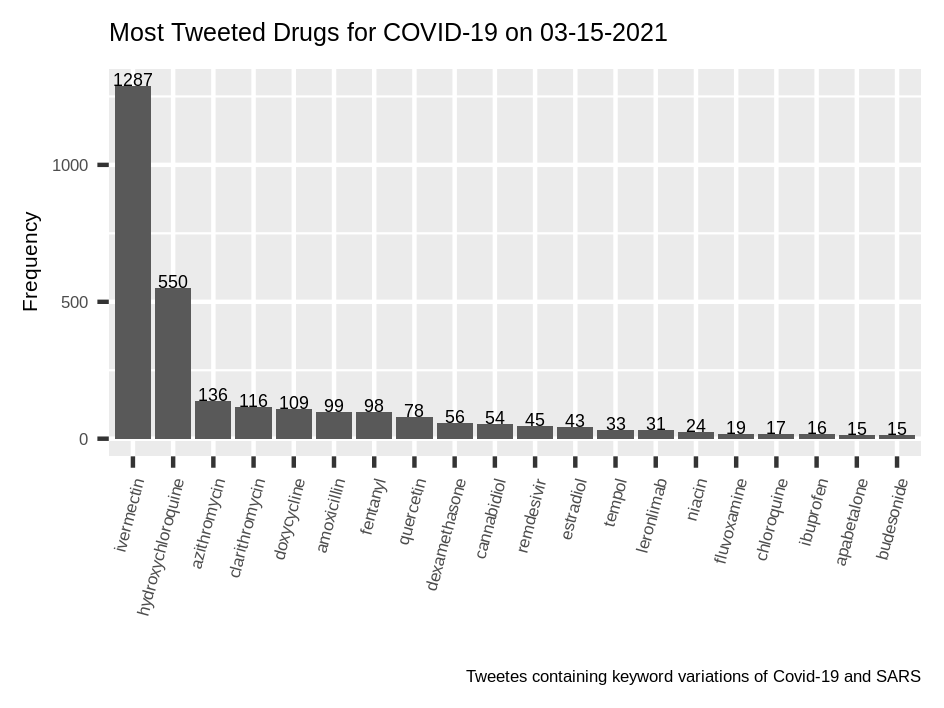 Most Tweeted Drugs for COVID-19 on 03-15-2021
Frequency
1000
500
0
1287
550
136
116
109
99
98
78
56
54
45
43
33
31
24
19
17
16
15
15
ivermectin
hydroxychloroquine
azithromycin
clarithromycin
doxycycline
amoxicillin
fentanyl
quercetin
dexamethasone
cannabidiol
remdesivir
estradiol
tempol
leronlimab
niacin
fluvoxamine
chloroquine
ibuprofen
apabetalone
budesonide
Tweetes containing keyword variations of Covid-19 and SARS